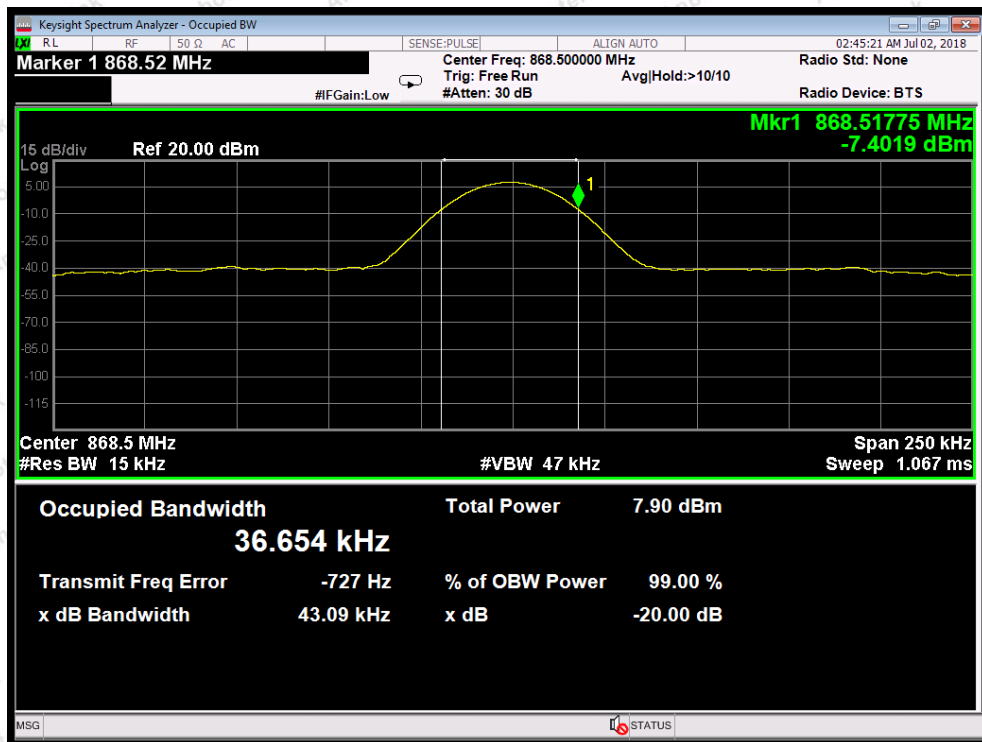 Keysight Spectrum Analyzer - Occupied BW
LXI RL RF 50 Ω AC SENSE:PULSE ALIGN AUTO 02:45:21 AM Jul 02, 2018
Marker 1 868.52 MHz
Center Freq: 868.500000 MHz
Radio Std: None
Trig: Free Run Avg|Hold:>10/10
#IFGain:Low #Atten: 30 dB Radio Device: BTS
Mkr1 868.51775 MHz
-7.4019 dBm
15 dB/div Ref 20.00 dBm
Log
1
5.00
-10.0
-25.0
-40.0
-55.0
-70.0
-85.0
-100
-115
Center 868.5 MHz Span 250 kHz
#Res BW 15 kHz #VBW 47 kHz Sweep 1.067 ms
Occupied Bandwidth Total Power 7.90 dBm
36.654 kHz
Transmit Freq Error -727 Hz % of OBW Power 99.00 %
x dB Bandwidth 43.09 kHz x dB -20.00 dB
MSG STATUS